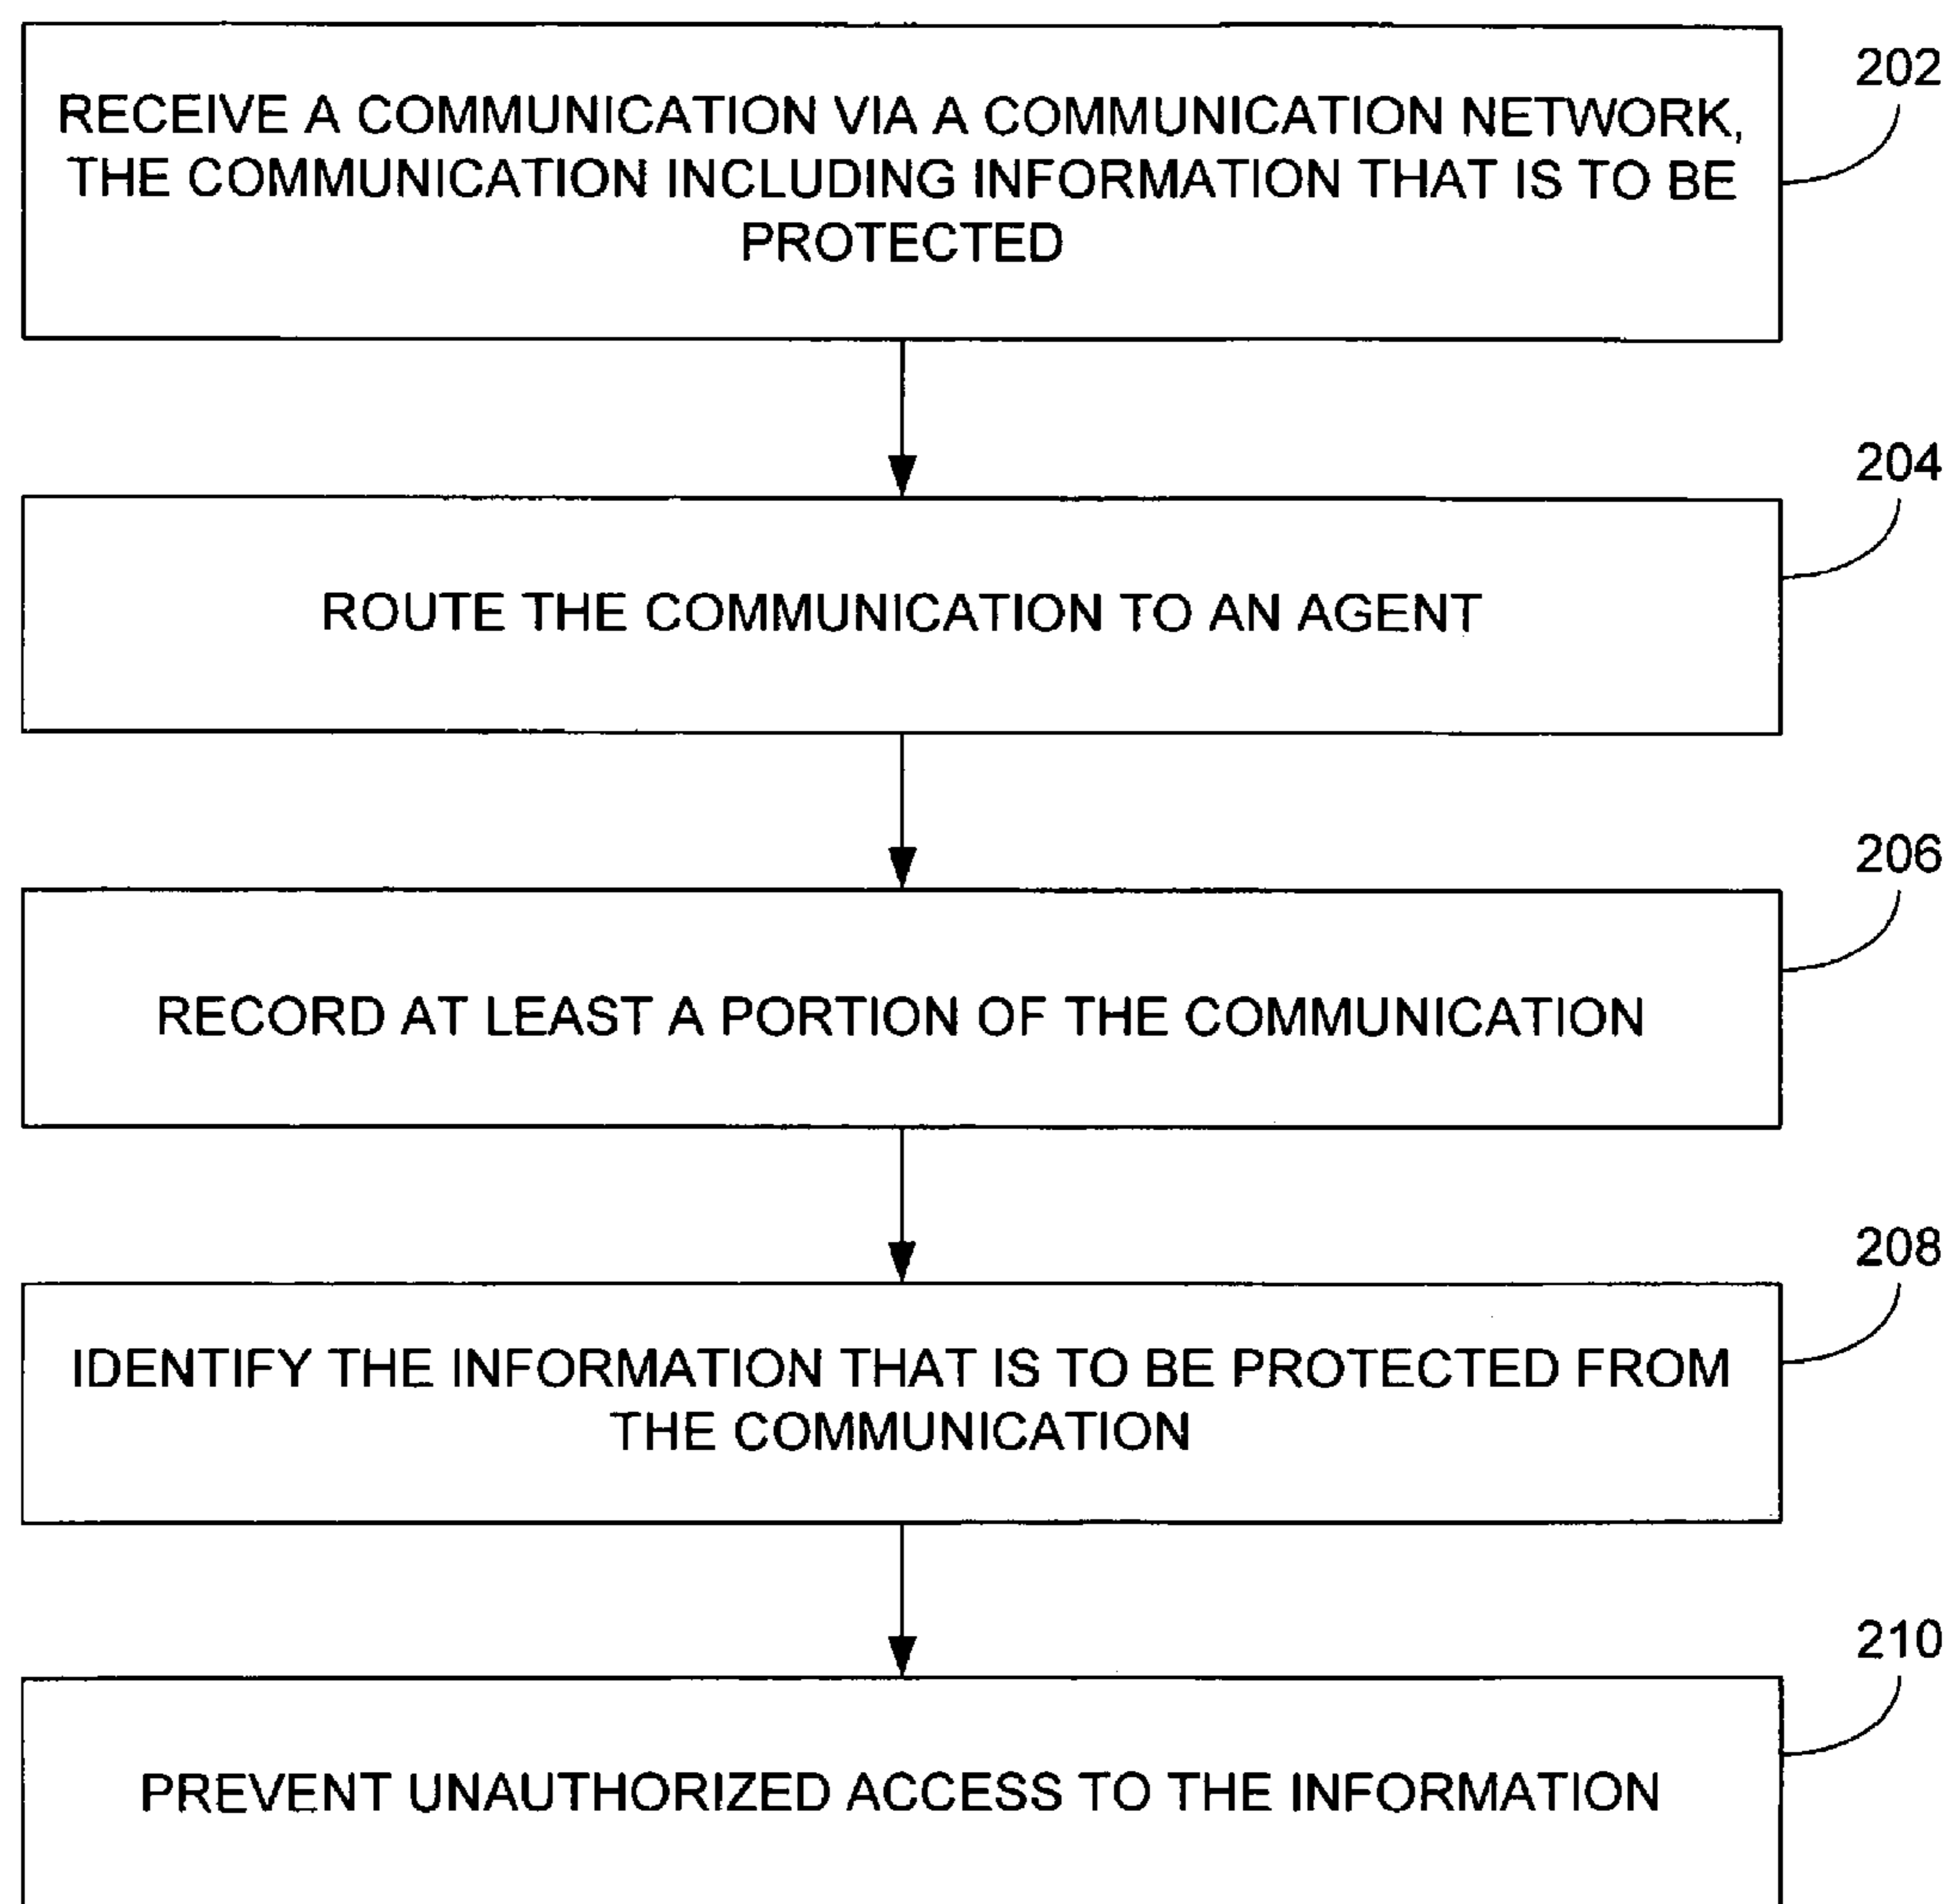 202
RECEIVE A COMMUNICATION VIA A COMMUNICATION NETWORK,
THE COMMUNICATION INCLUDING INFORMATION THAT IS TO BE
PROTECTED
204
ROUTE THE COMMUNICATION TO AN AGENT
206
RECORD AT LEAST A PORTION OF THE COMMUNICATION
208
IDENTIFY THE INFORMATION THAT IS TO BE PROTECTED FROM
THE COMMUNICATION
210
PREVENT UNAUTHORIZED ACCESS TO THE INFORMATION